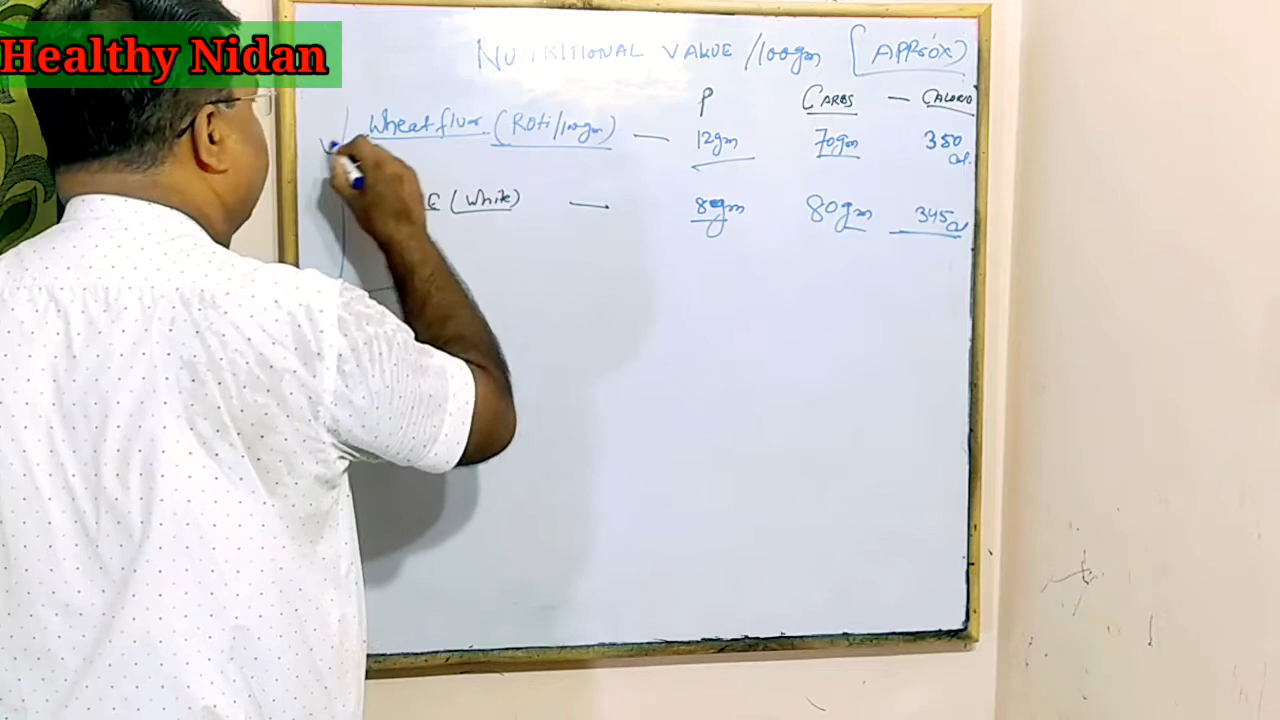 Healthy Nidan
NUTRITIONAL VALUE /100gm (APPROX)
P CARBS — CALORIE
Wheat flour (ROTi/100gm) — 12gm 70gm 350 Cal.
E (White) — 8gm 80gm 345 Cal